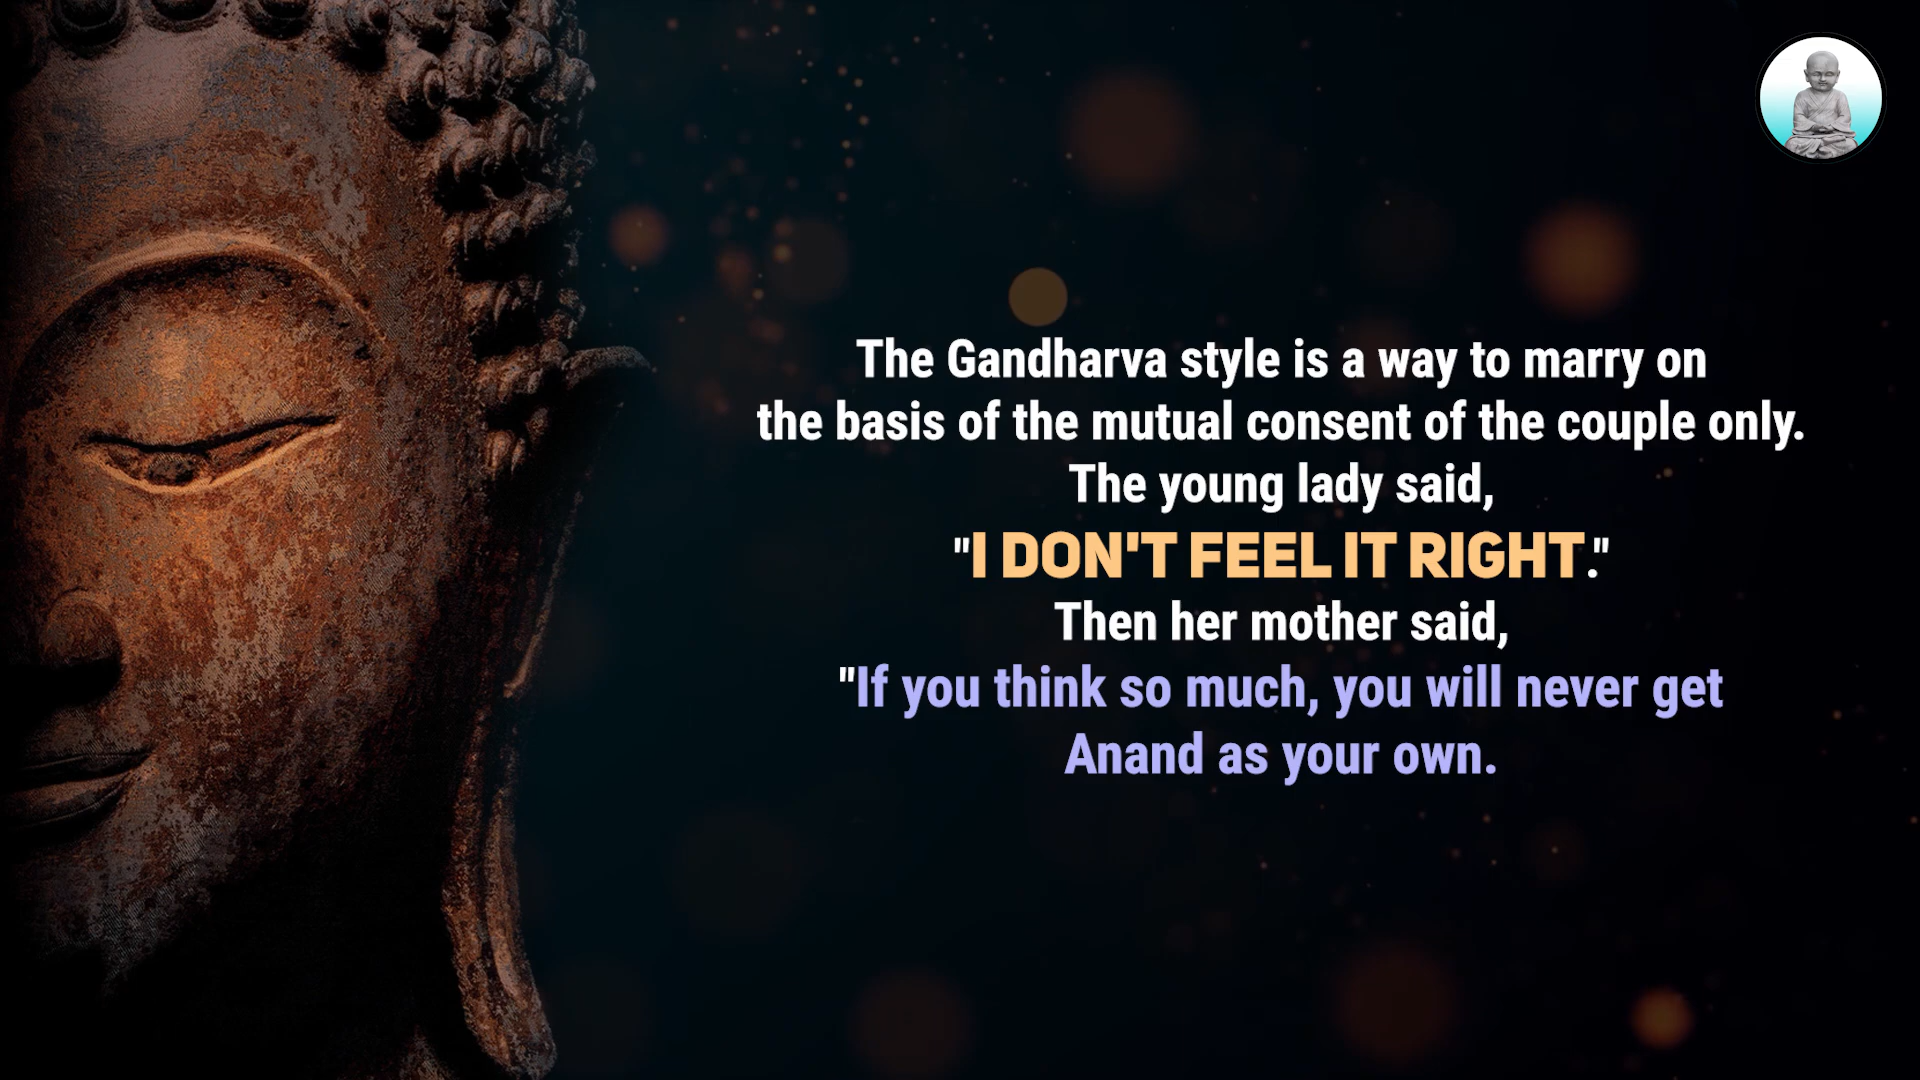 The Gandharva style is a way to marry on
the basis of the mutual consent of the couple only.
The young lady said,
"I DON'T FEEL IT RIGHT."
Then her mother said,
"If you think so much, you will never get
Anand as your own.